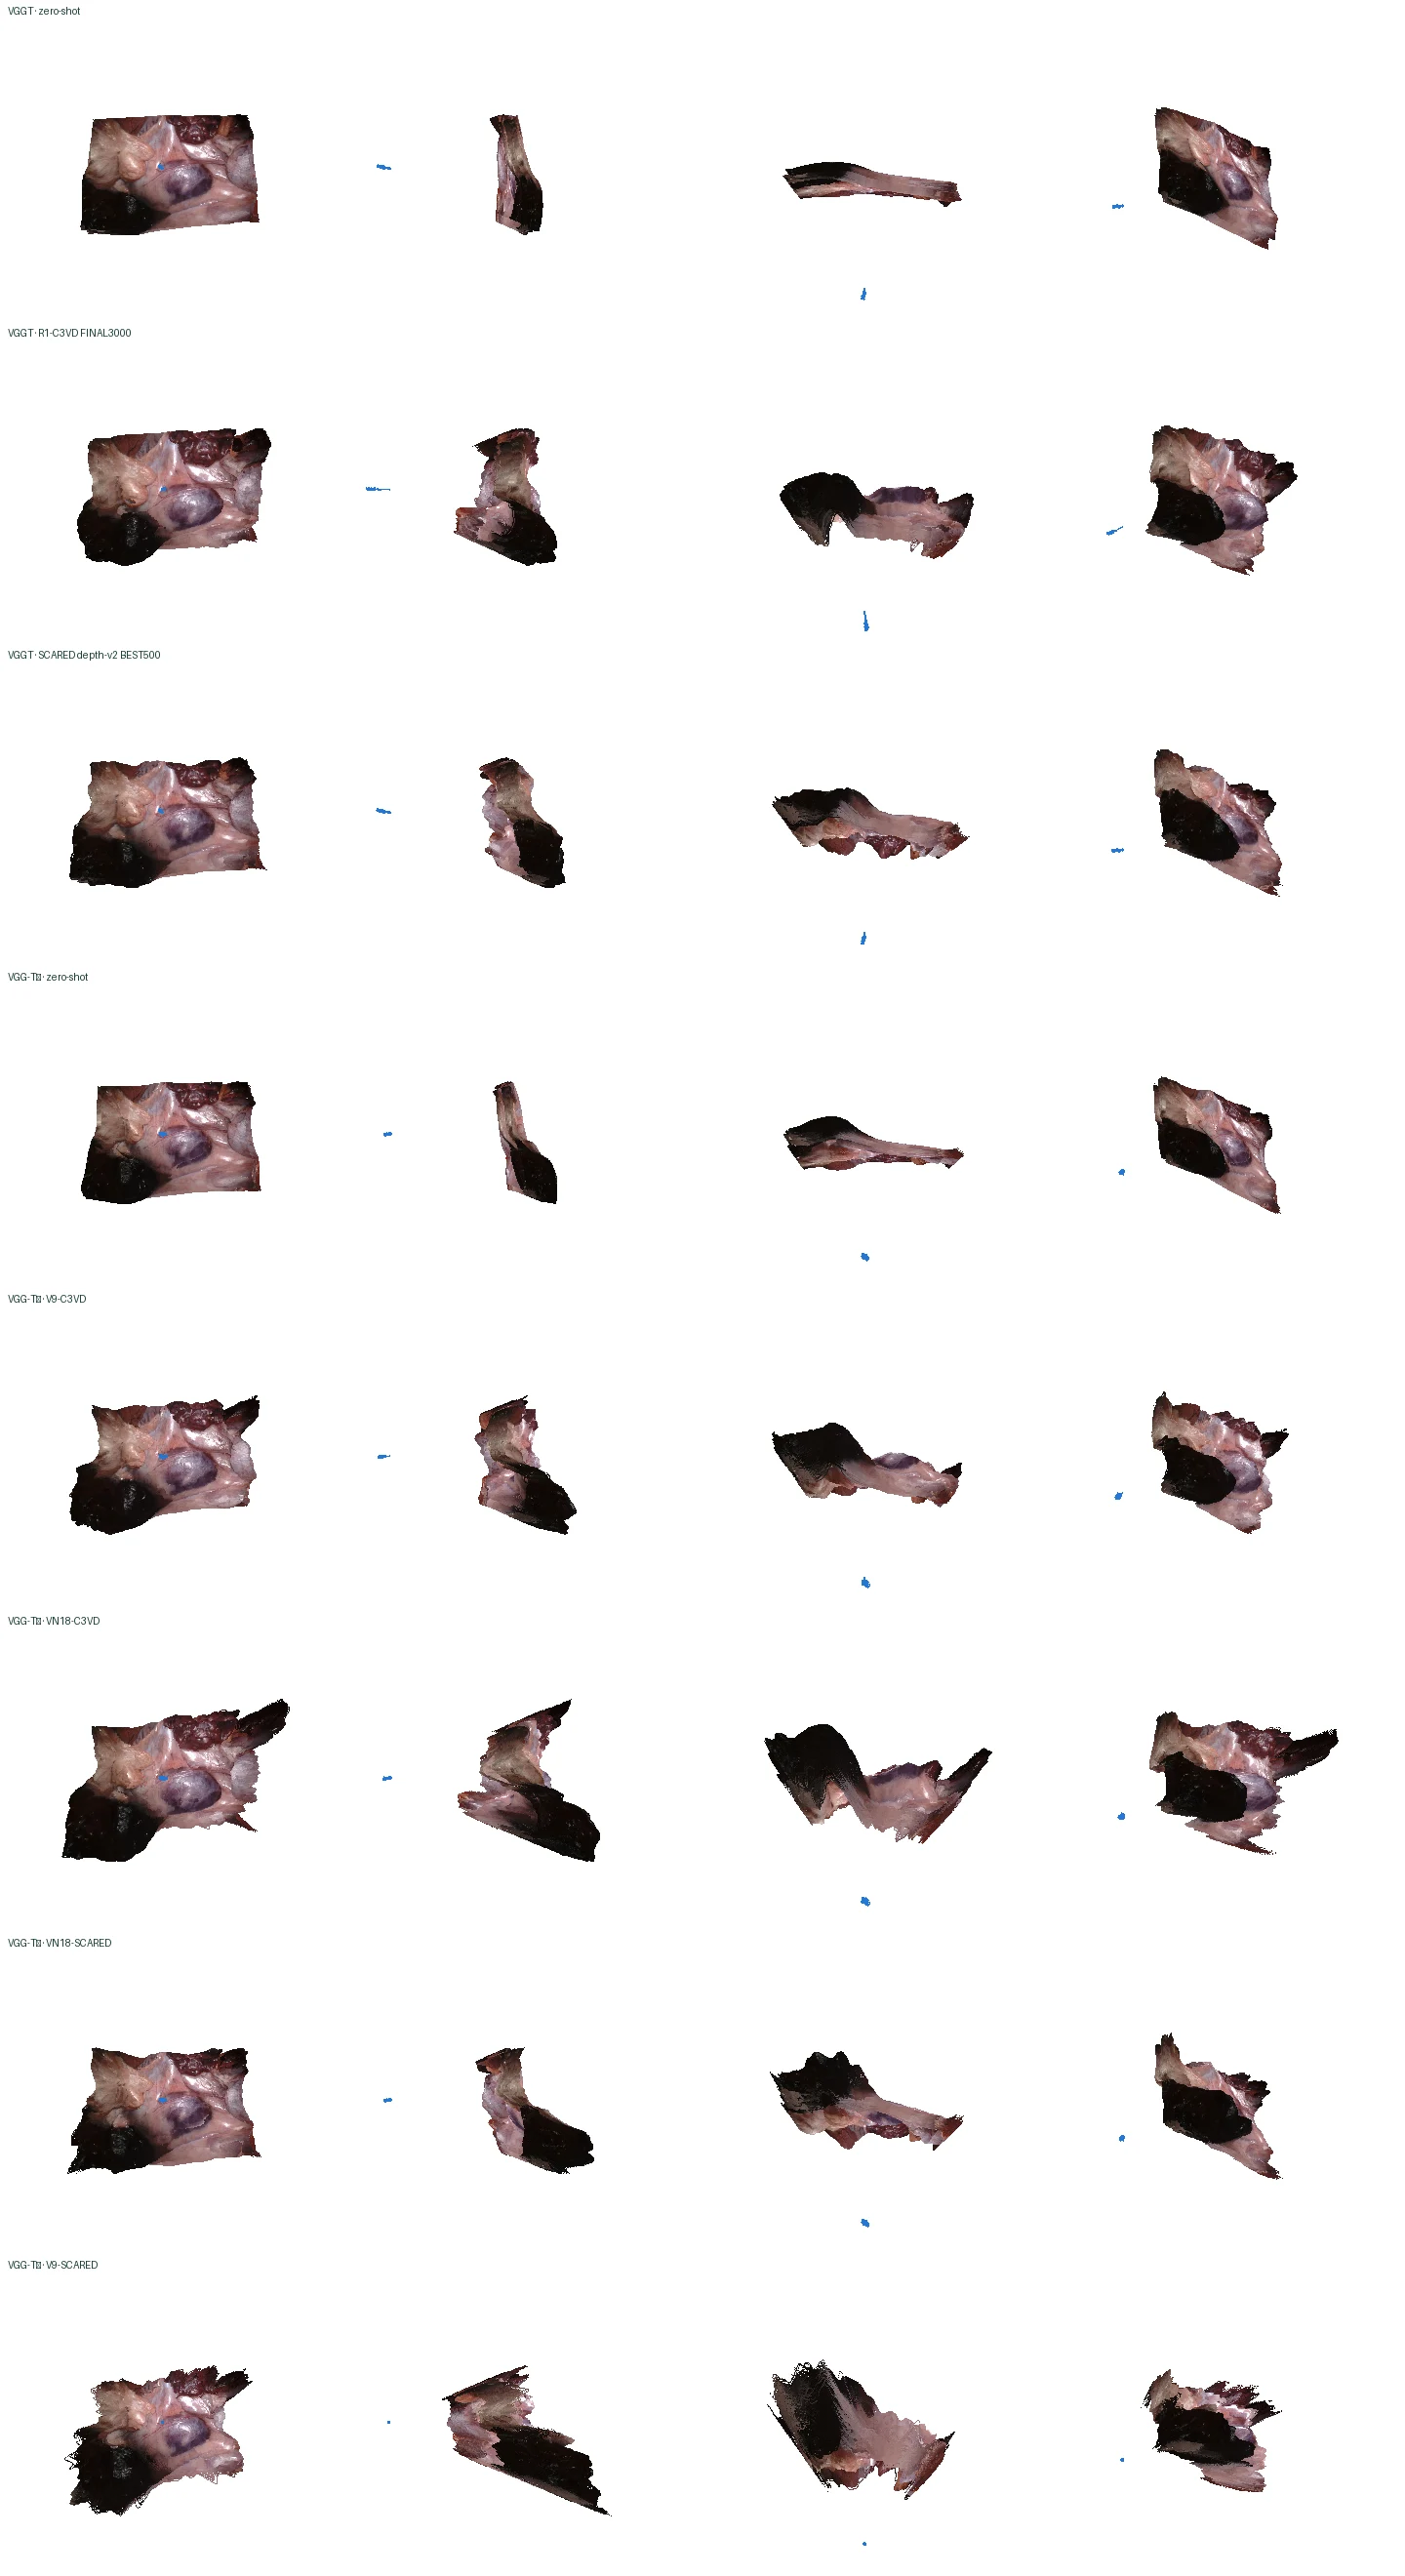 VGGT · zero-shot
VGGT · R1-C3VD FINAL3000
VGGT · SCARED depth-v2 BEST500
VGG-T□ · zero-shot
VGG-T□ · V9-C3VD
VGG-T□ · VN18-C3VD
VGG-T□ · VN18-SCARED
VGG-T□ · V9-SCARED